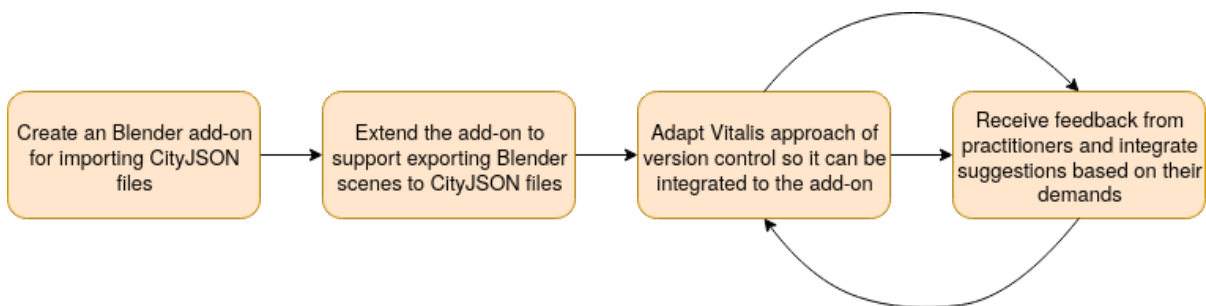 Create an Blender add-on
for importing CityJSON
files
Extend the add-on to
support exporting Blender
scenes to CityJSON files
Adapt Vitalis approach of
version control so it can be
integrated to the add-on
Receive feedback from
practitioners and integrate
suggestions based on their
demands